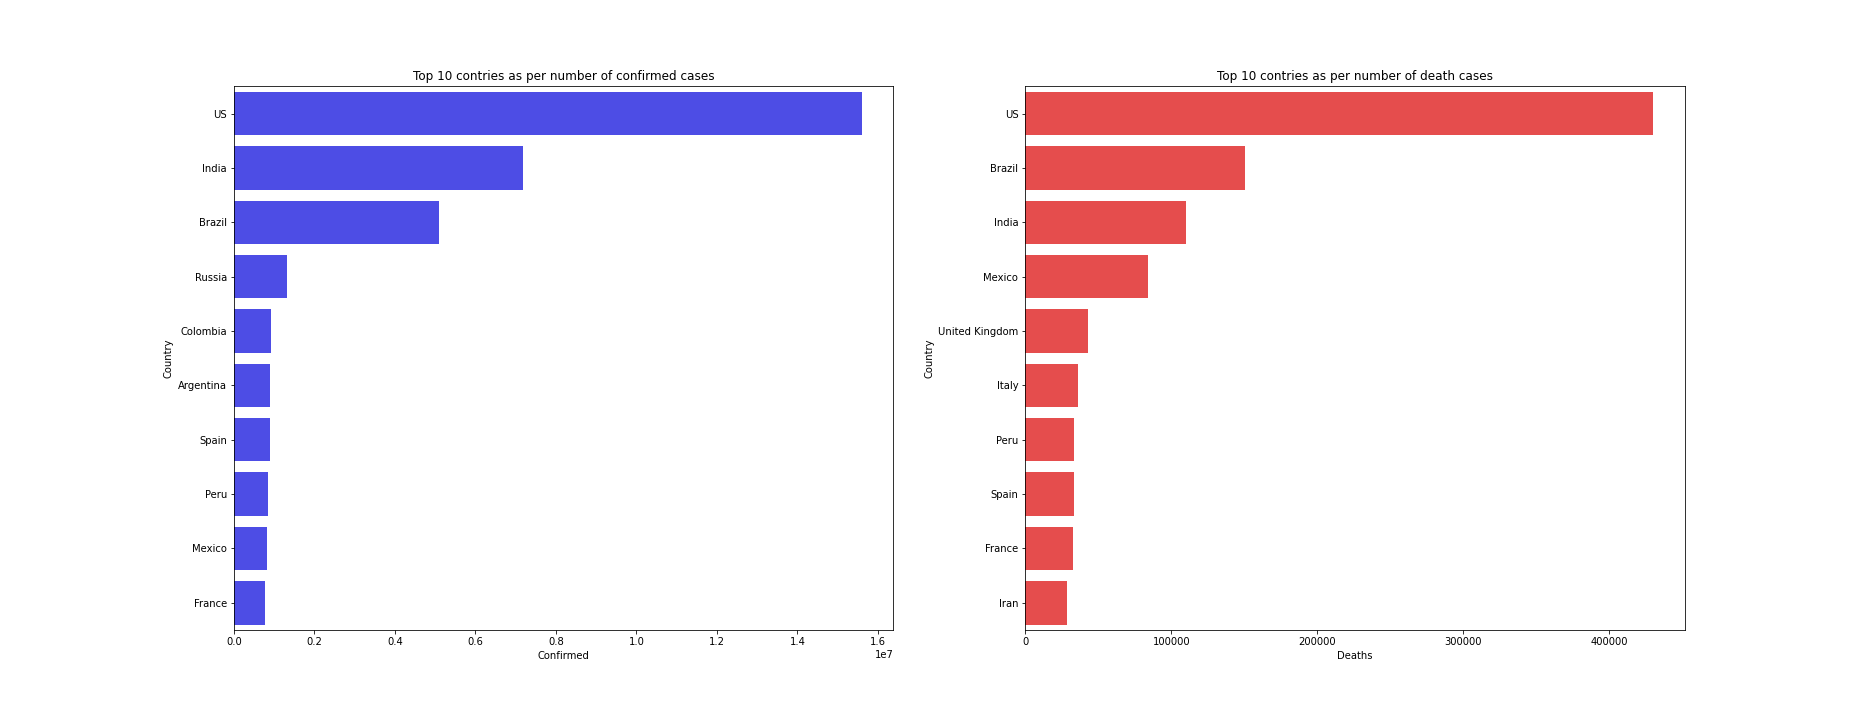 Top 10 contries as per number of confirmed cases
US
India
Brazil
Russia
Colombia
Argentina
Spain
Peru
Mexico
France
Country
0.0 0.2 0.4 0.6 0.8 1.0 1.2 1.4 1.6
1e7
Confirmed
Top 10 contries as per number of death cases
US
Brazil
India
Mexico
United Kingdom
Italy
Peru
Spain
France
Iran
Country
0 100000 200000 300000 400000
Deaths